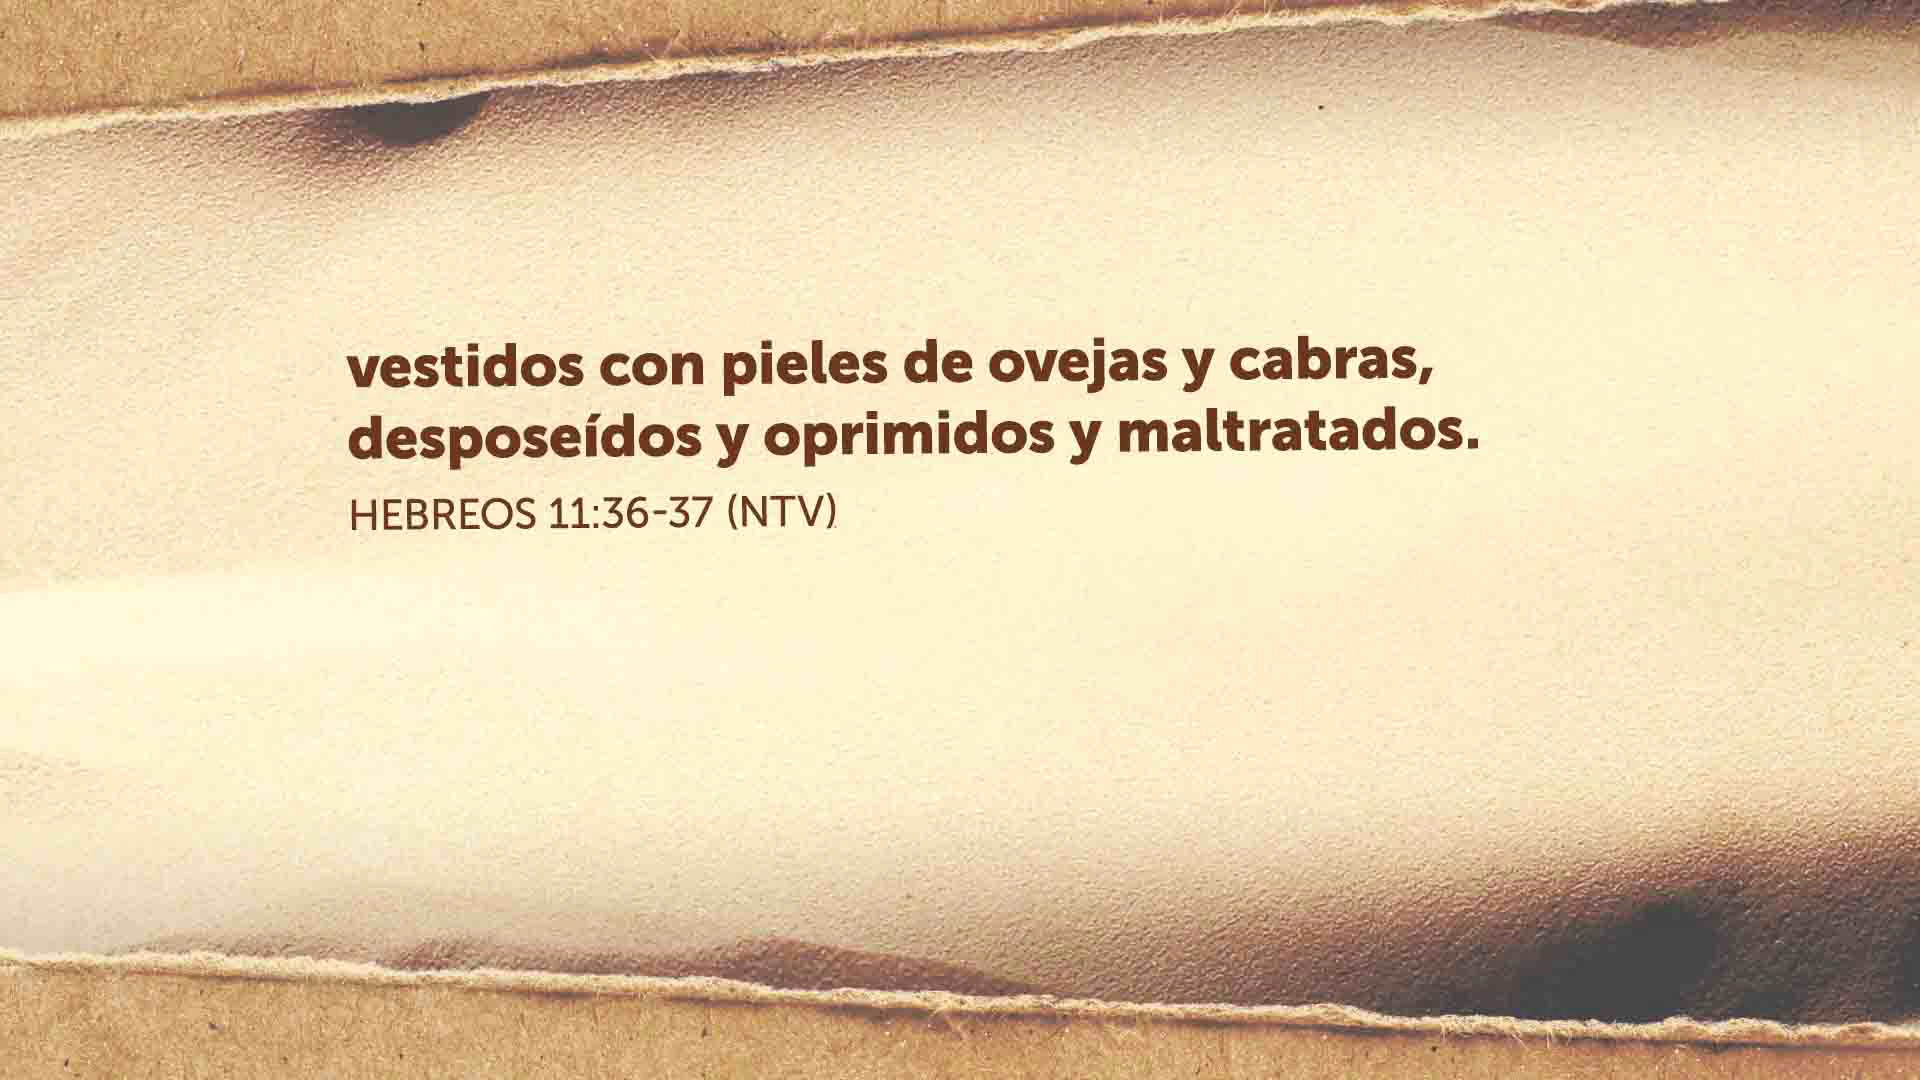 vestidos con pieles de ovejas y cabras,
desposeídos y oprimidos y maltratados.
HEBREOS 11:36-37 (NTV)